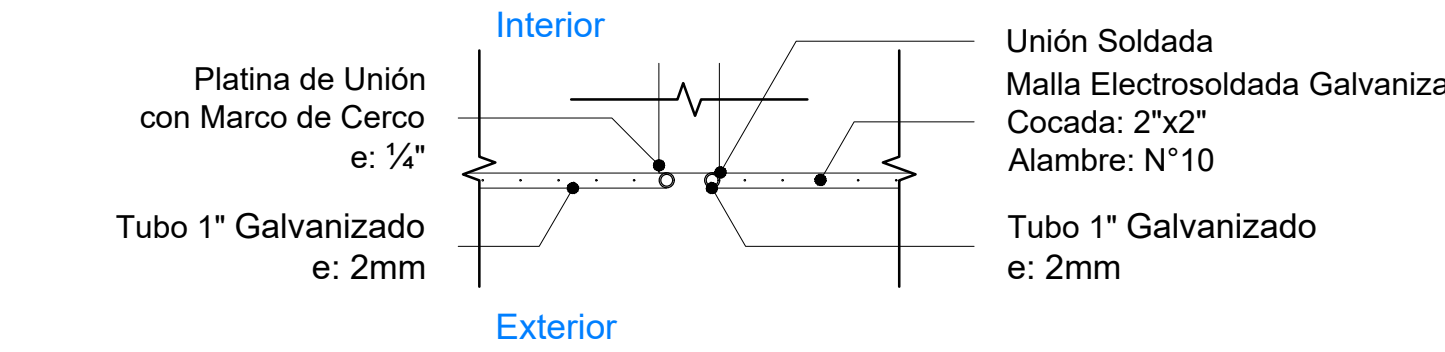 Interior
Platina de Unión
con Marco de Cerco
e: ¼"
Tubo 1" Galvanizado
e: 2mm
Unión Soldada
Malla Electrosoldada Galvaniza
Cocada: 2"x2"
Alambre: N°10
Tubo 1" Galvanizado
e: 2mm
Exterior